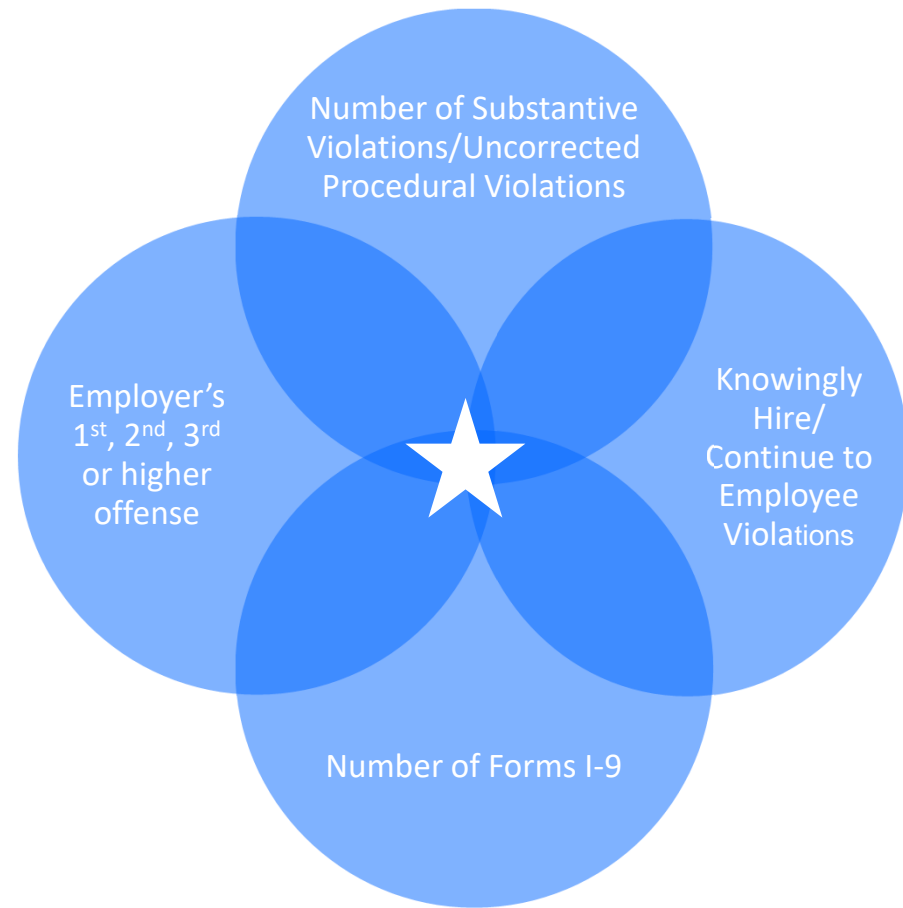 Number of Substantive
Violations/Uncorrected
Procedural Violations
Employer’s
1st, 2nd, 3rd
or higher
offense
Knowingly
Hire/
Continue to
Employee
Violations
Number of Forms I-9